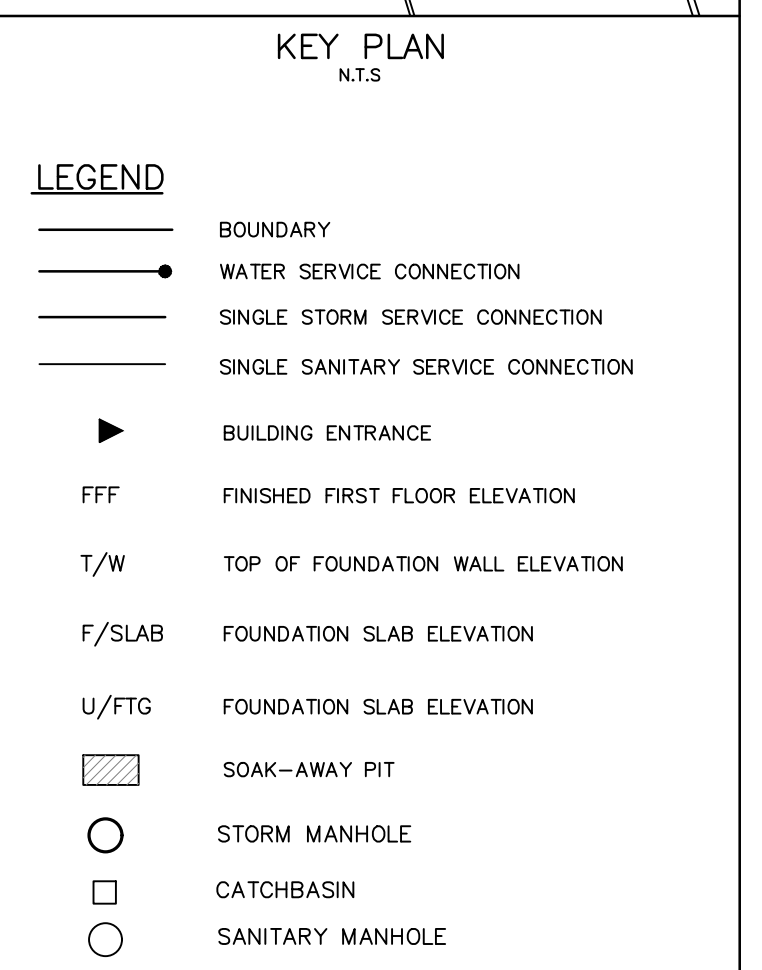 KEY PLAN
N.T.S
LEGEND
BOUNDARY
WATER SERVICE CONNECTION
SINGLE STORM SERVICE CONNECTION
SINGLE SANITARY SERVICE CONNECTION
BUILDING ENTRANCE
FFF FINISHED FIRST FLOOR ELEVATION
T/W TOP OF FOUNDATION WALL ELEVATION
F/SLAB FOUNDATION SLAB ELEVATION
U/FTG FOUNDATION SLAB ELEVATION
SOAK-AWAY PIT
STORM MANHOLE
CATCHBASIN
SANITARY MANHOLE